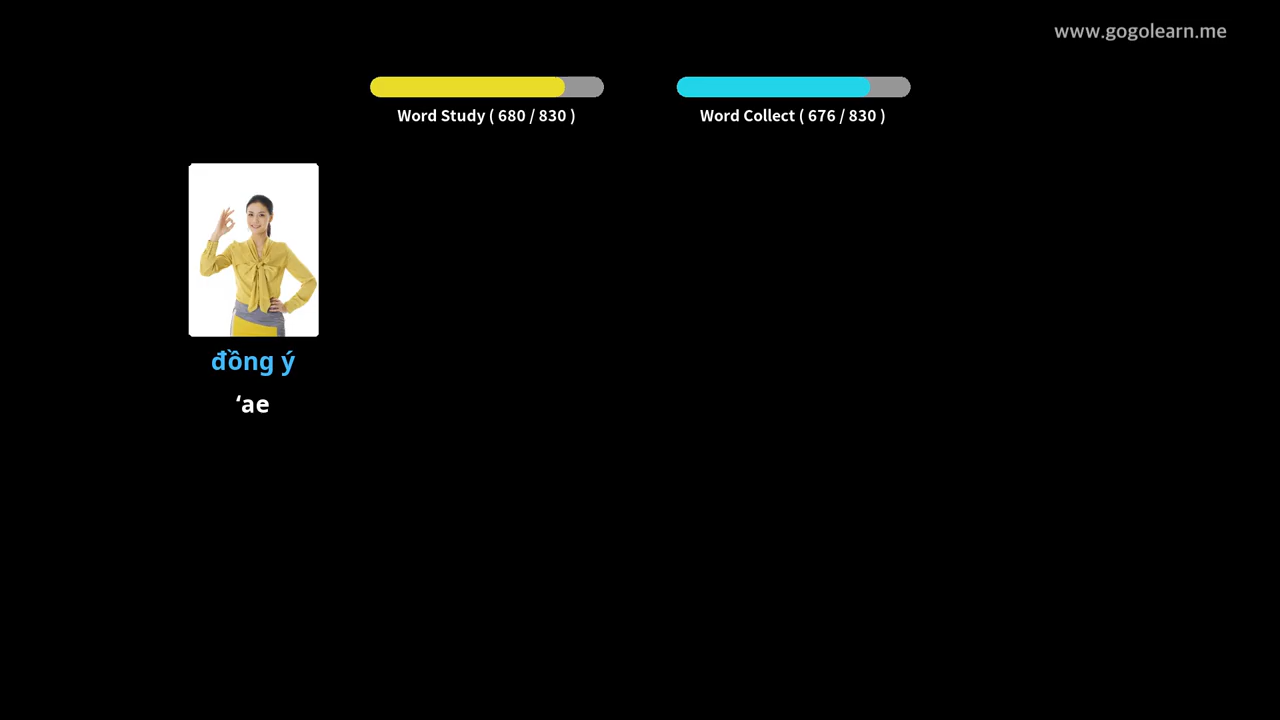 www.gogolearn.me
Word Study ( 680 / 830 )
Word Collect ( 676 / 830 )
đồng ý
‘ae